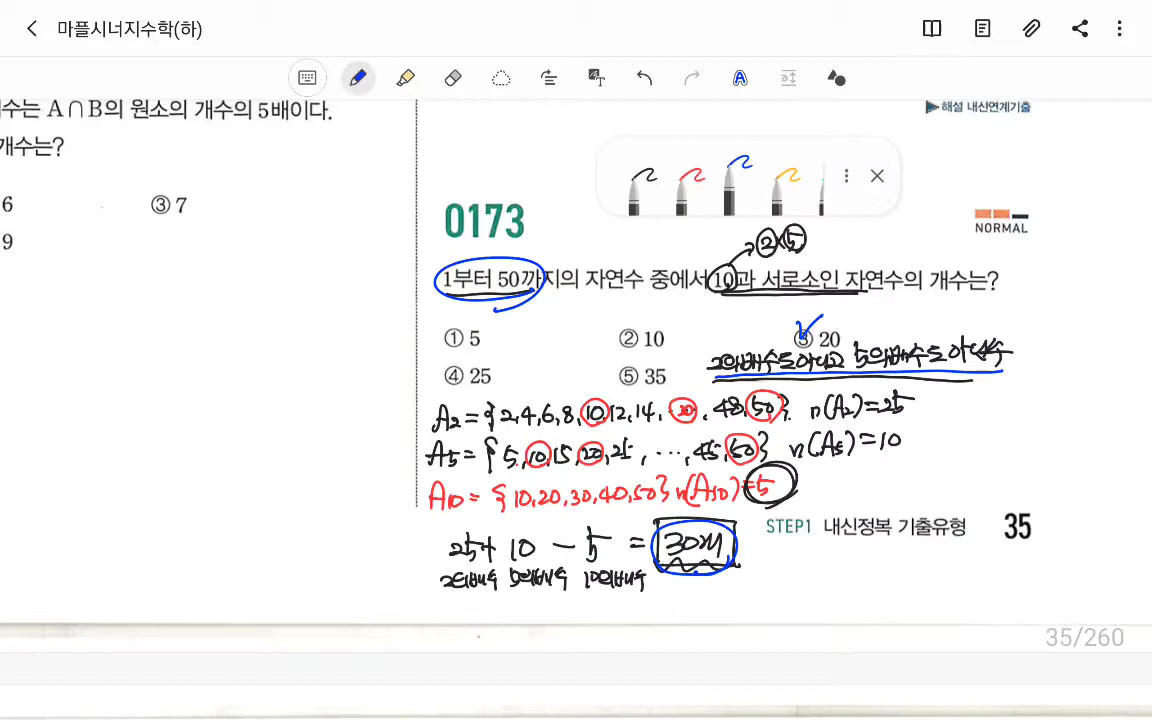 마플시너지수학(하)
수는 A∩B의 원소의 개수의 5배이다.
개수는?
6 ③ 7
9
▶해설 내신연계기출
0173
NORMAL
②×⑤
1부터 50까지의 자연수 중에서 10과 서로소인 자연수의 개수는?
① 5 ② 10 ③ 20
2의배수도아니고 5의배수도아닌수
④ 25 ⑤ 35
A2={2,4,6,8,10,12,14, …20…, 48,50}. n(A2)=25
A5={5,10,15,20,25, …, 45,50} n(A5)=10
A10={10,20,30,40,50} n(A10)=5
25+10-5=30개
2의배수 5의배수 10의배수
STEP1 내신정복 기출유형 35
35/260